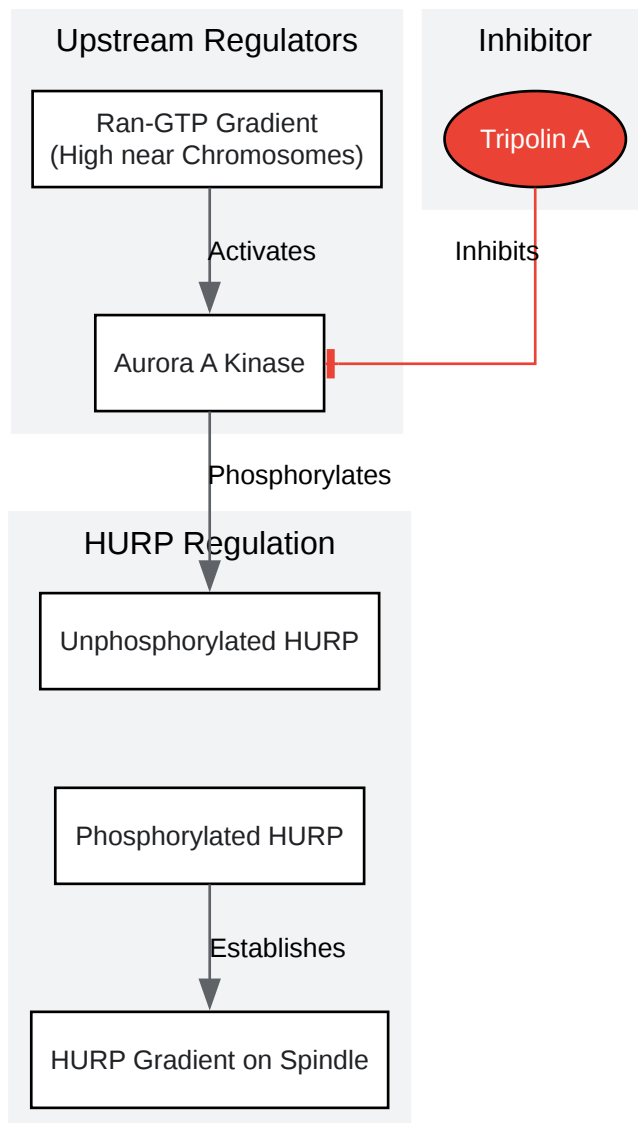 Upstream Regulators
Inhibitor
Ran-GTP Gradient
(High near Chromosomes)
Tripolin A
Activates
Inhibits
Aurora A Kinase
Phosphorylates
HURP Regulation
Unphosphorylated HURP
Phosphorylated HURP
Establishes
HURP Gradient on Spindle